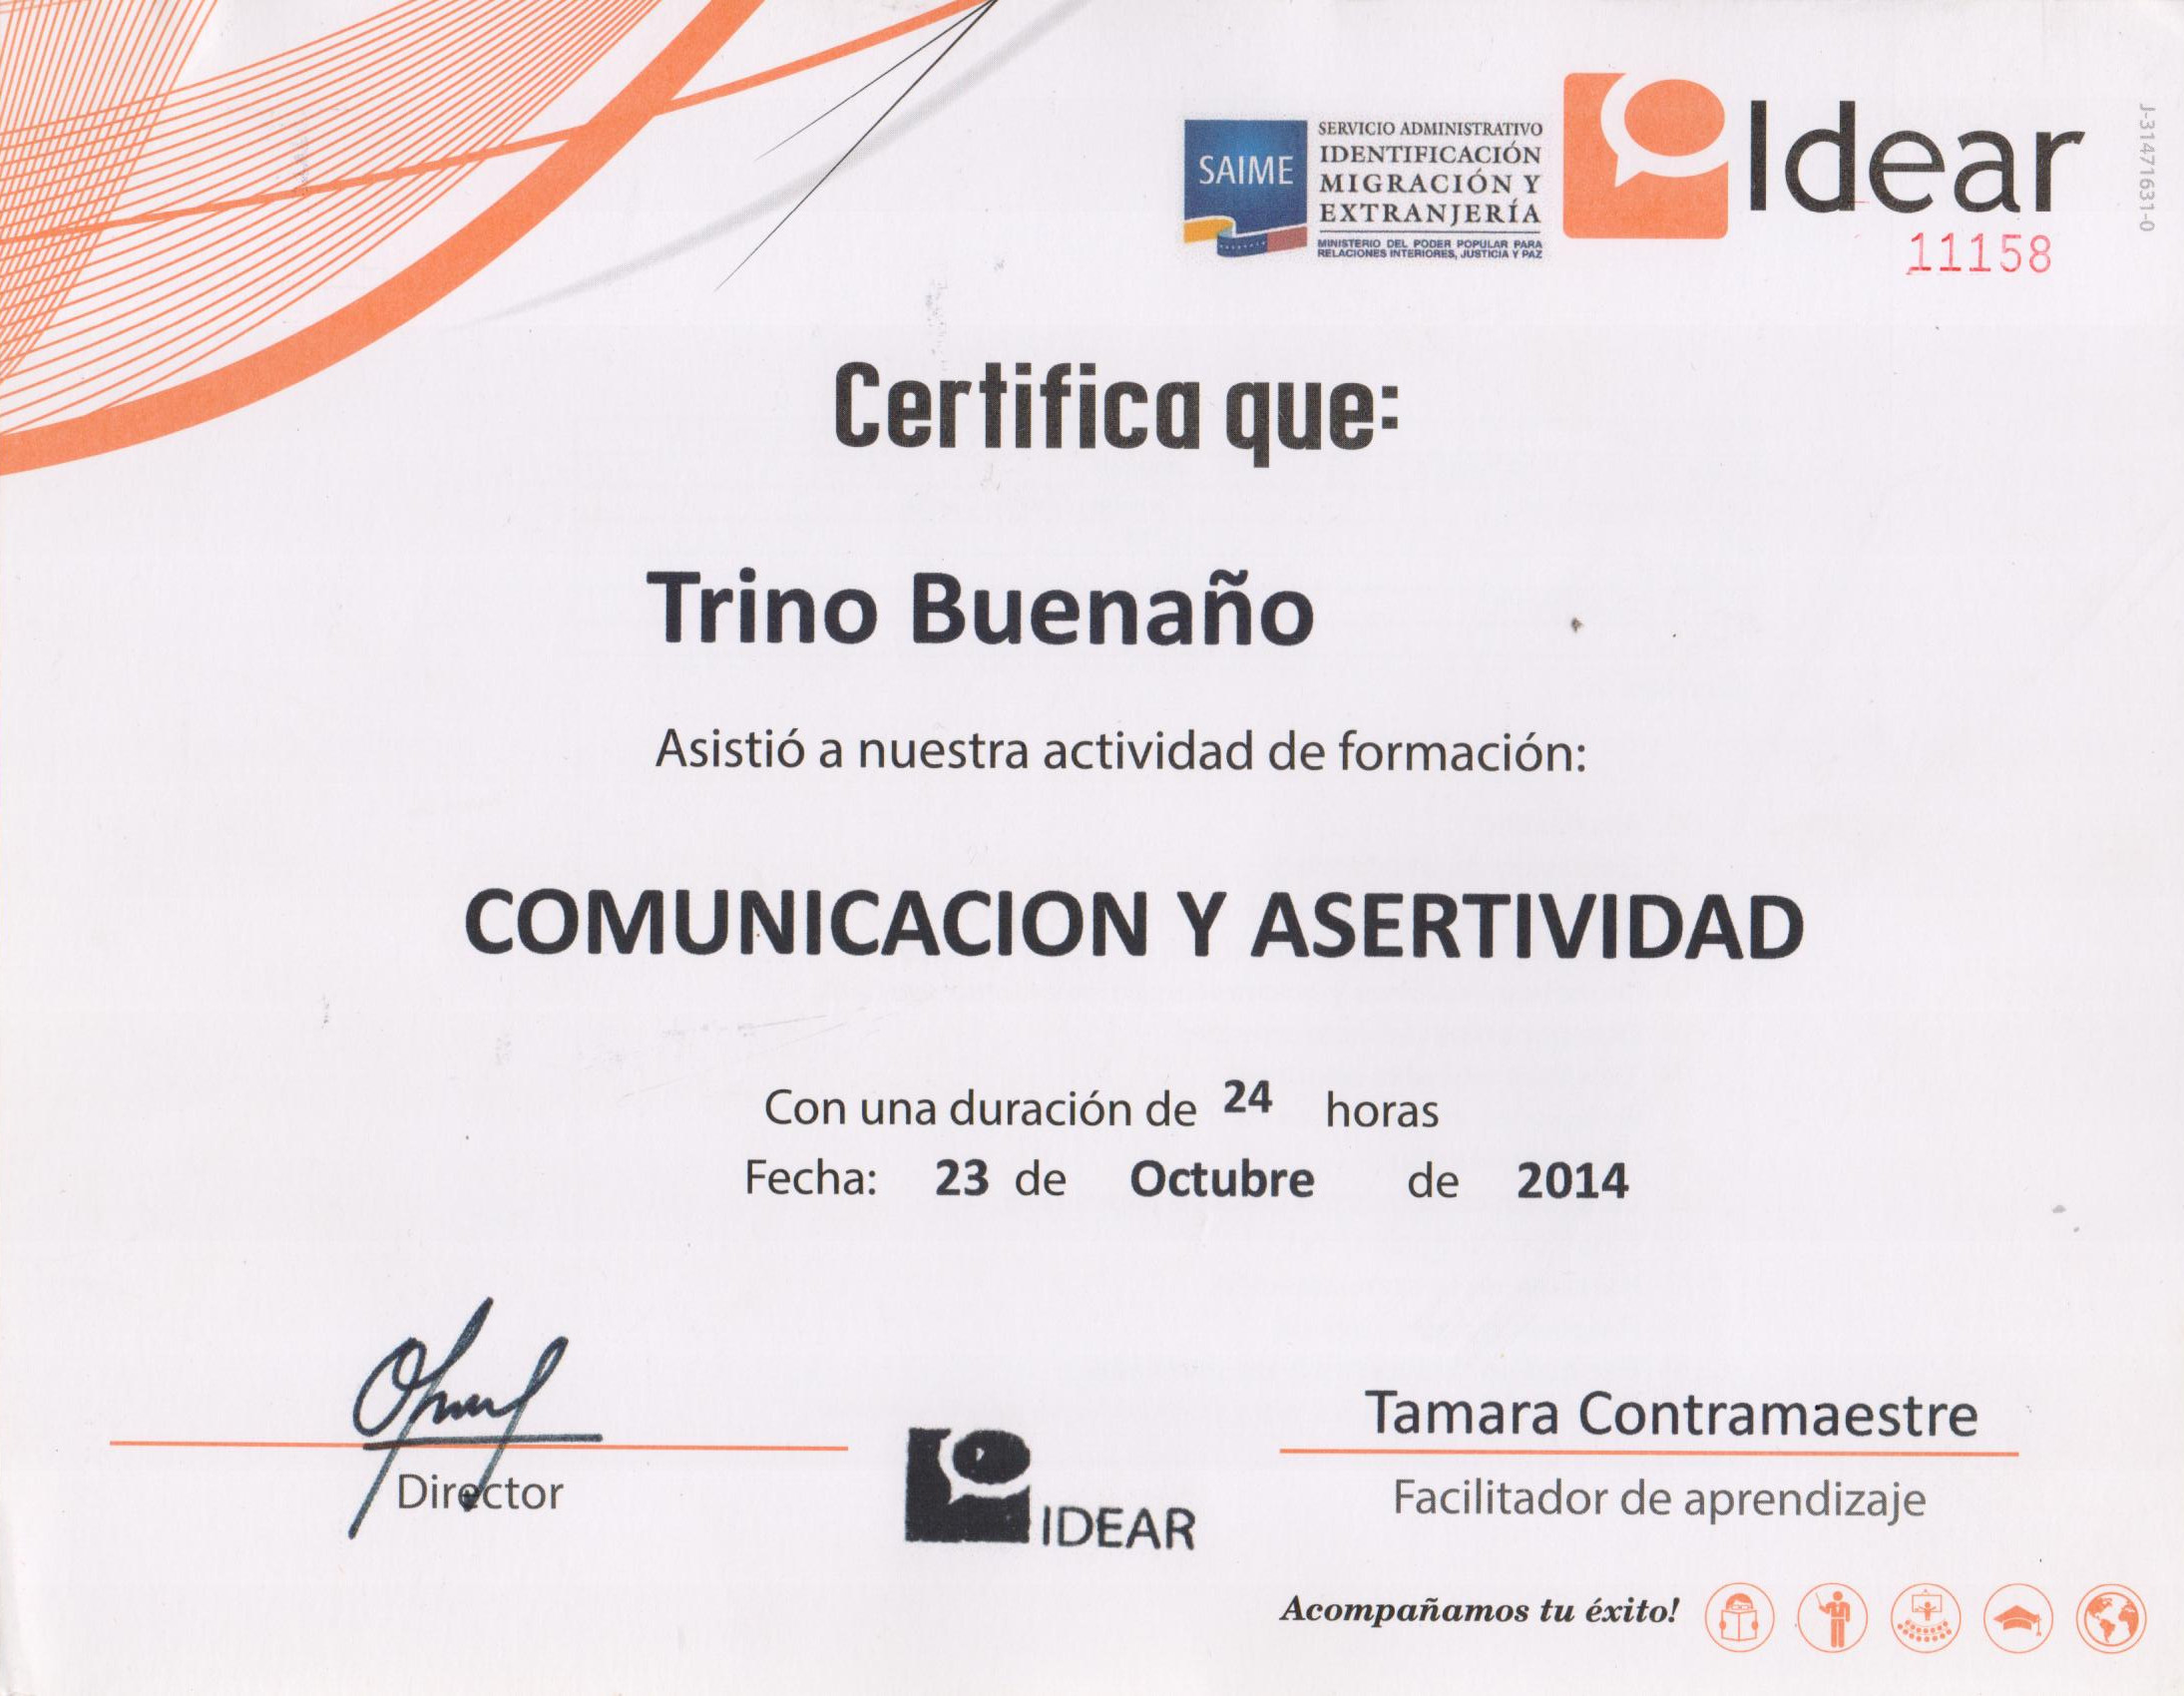 SAIME
SERVICIO ADMINISTRATIVO
IDENTIFICACIÓN
MIGRACIÓN Y
EXTRANJERÍA
MINISTERIO DEL PODER POPULAR PARA
RELACIONES INTERIORES, JUSTICIA Y PAZ
Idear
J-31471631-0
11158
Certifica que:
Trino Buenaño
Asistió a nuestra actividad de formación:
COMUNICACION Y ASERTIVIDAD
Con una duración de 24 horas
Fecha: 23 de Octubre de 2014
Director
IDEAR
Tamara Contramaestre
Facilitador de aprendizaje
Acompañamos tu éxito!